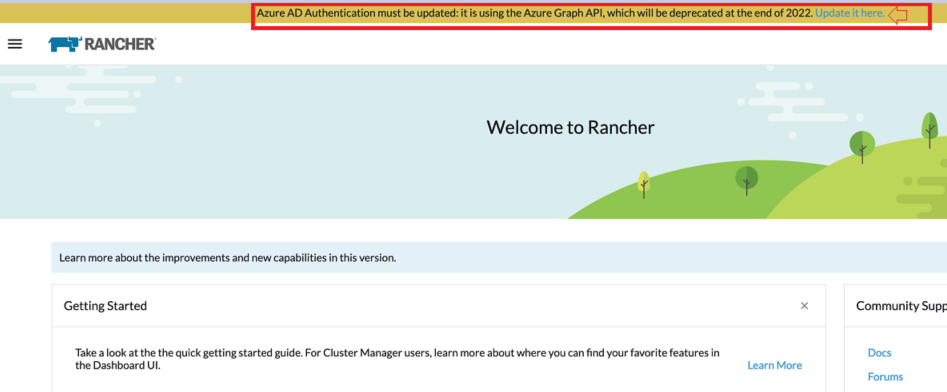 Azure AD Authentication must be updated: it is using the Azure Graph API, which will be deprecated at the end of 2022. Update it here.
RANCHER
Welcome to Rancher
Learn more about the improvements and new capabilities in this version.
Getting Started
Community Supp
Take a look at the the quick getting started guide. For Cluster Manager users, learn more about where you can find your favorite features in
the Dashboard UI.
Learn More
Docs
Forums